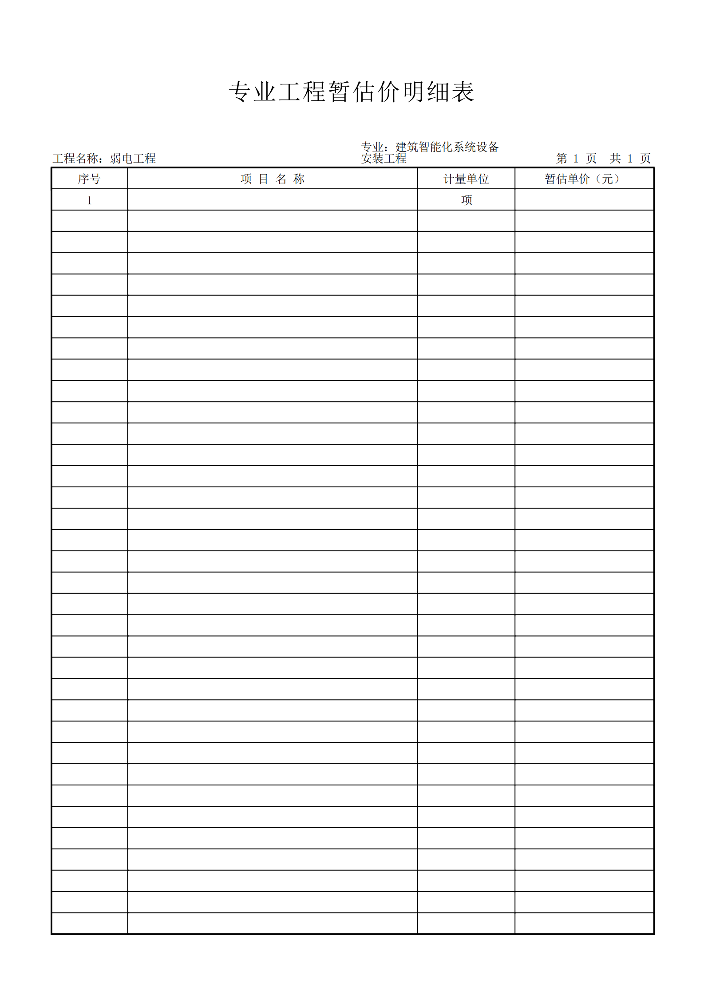 专业工程暂估价明细表
专业：建筑智能化系统设备
工程名称：弱电工程 安装工程 第 1 页 共 1 页
序号 项 目 名 称 计量单位 暂估单价（元）
1 项